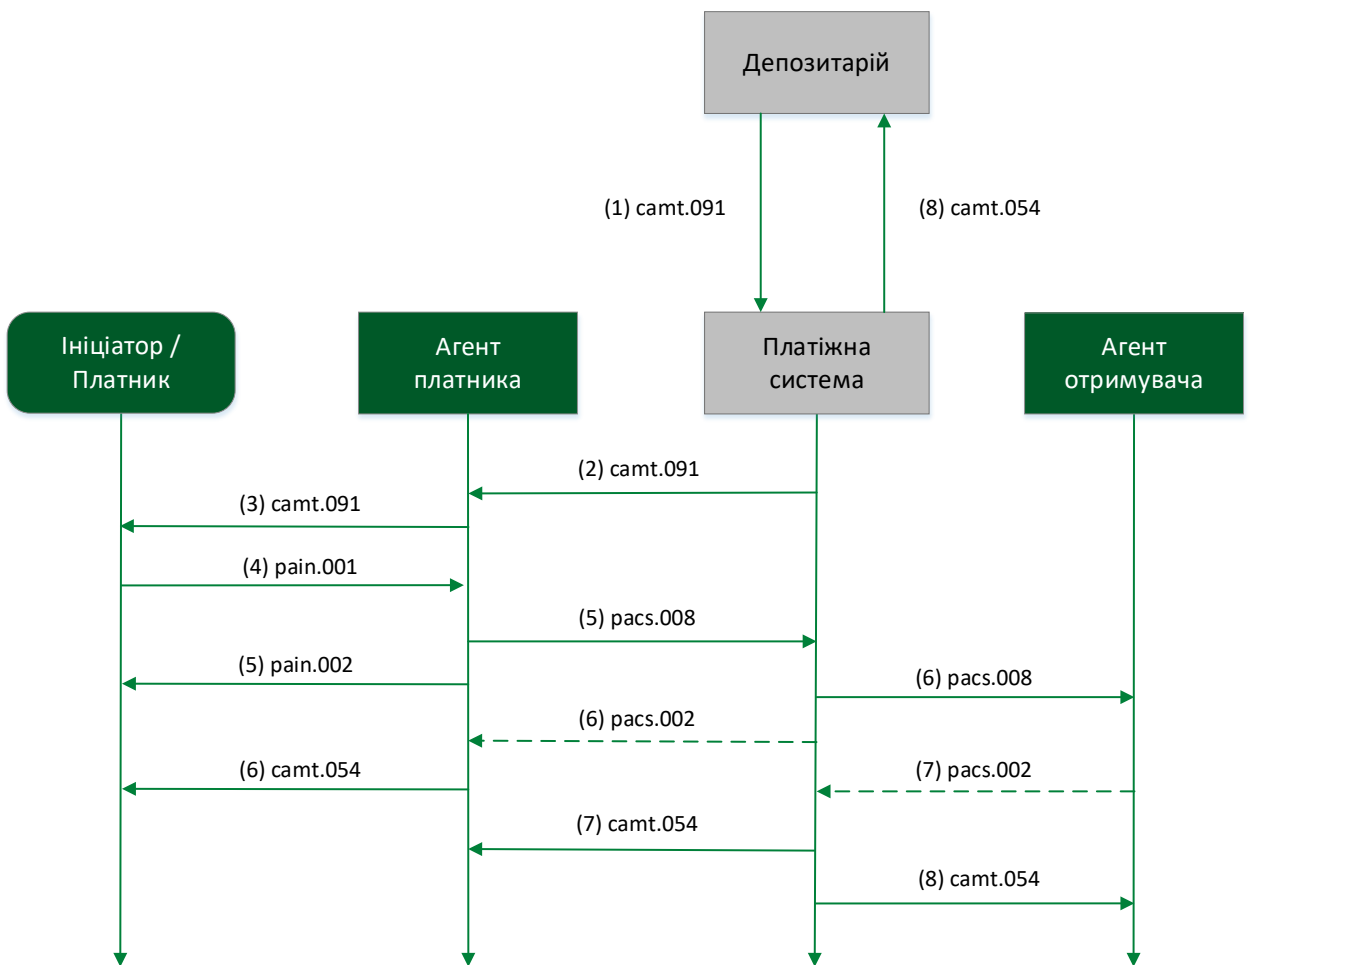 Депозитарій
(1) camt.091
(8) camt.054
Ініціатор /
Платник
Агент
платника
Платіжна
система
Агент
отримувача
(2) camt.091
(3) camt.091
(4) pain.001
(5) pacs.008
(5) pain.002
(6) pacs.008
(6) pacs.002
(6) camt.054
(7) pacs.002
(7) camt.054
(8) camt.054